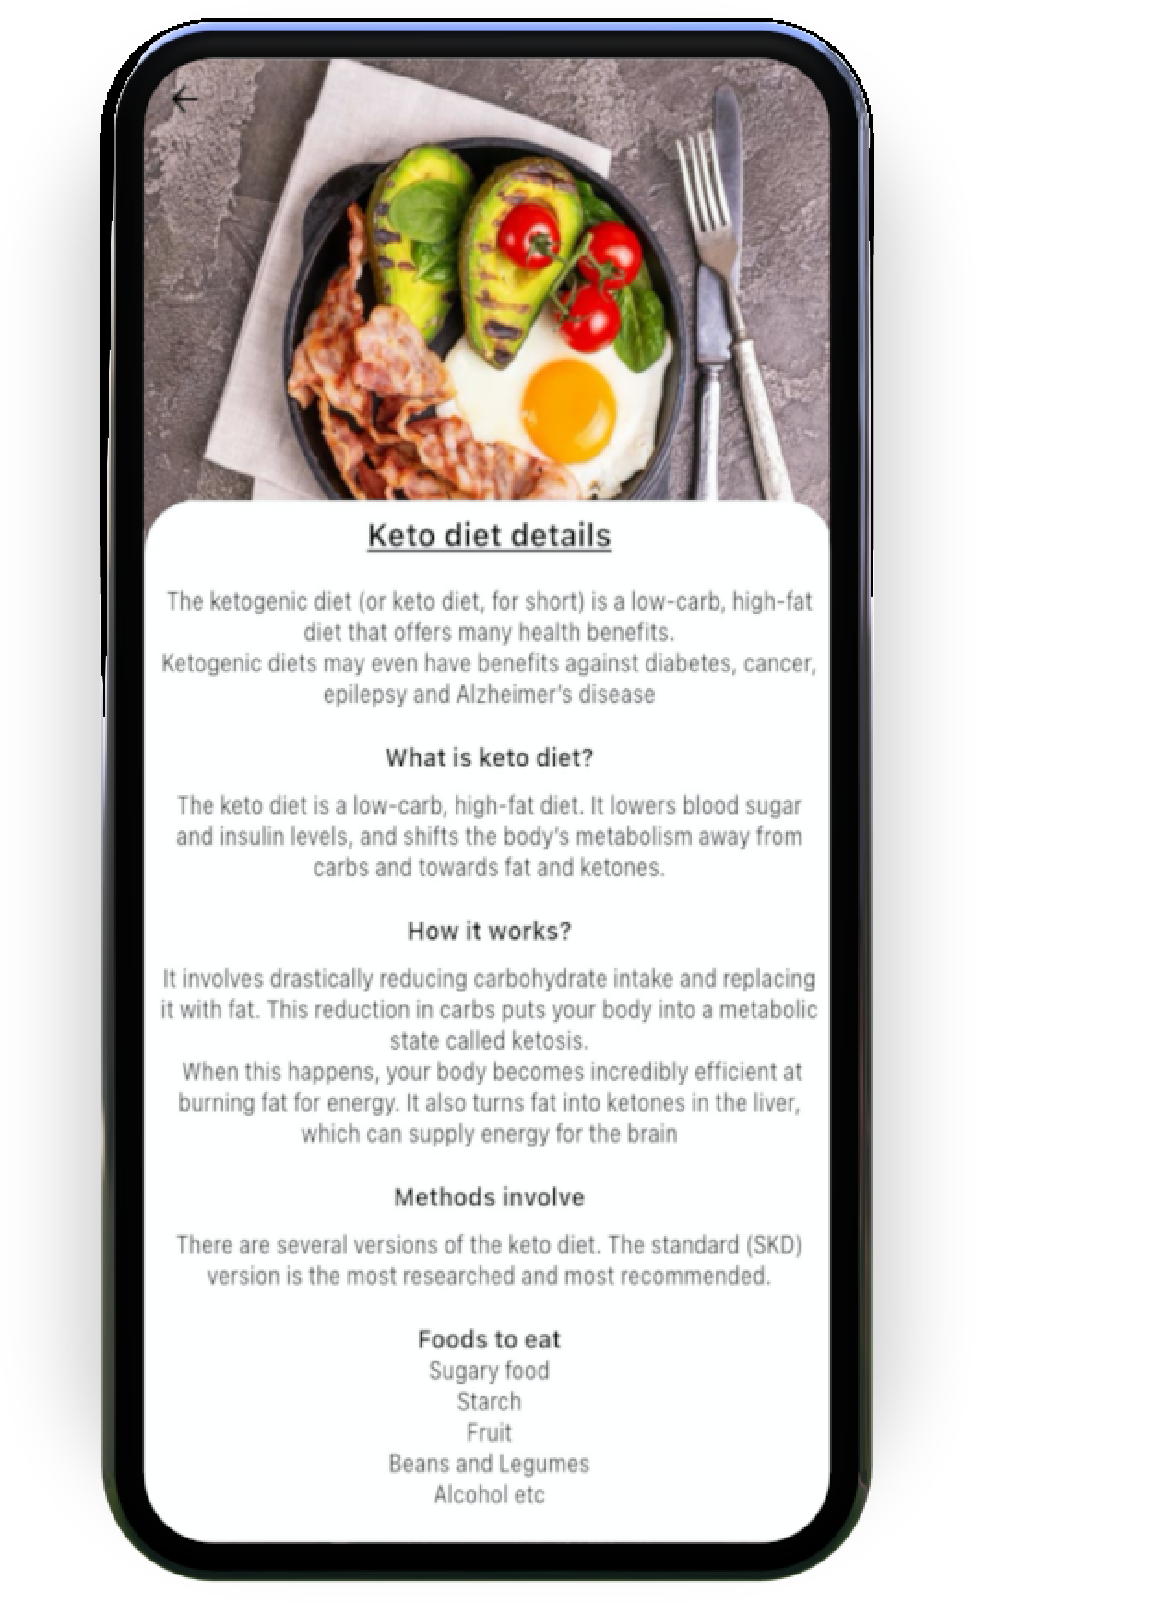 Keto diet details
The ketogenic diet (or keto diet, for short) is a low-carb, high-fat
diet that offers many health benefits.
Ketogenic diets may even have benefits against diabetes, cancer,
epilepsy and Alzheimer's disease
What is keto diet?
The keto diet is a low-carb, high-fat diet. It lowers blood sugar
and insulin levels, and shifts the body's metabolism away from
carbs and towards fat and ketones.
How it works?
It involves drastically reducing carbohydrate intake and replacing
it with fat. This reduction in carbs puts your body into a metabolic
state called ketosis.
When this happens, your body becomes incredibly efficient at
burning fat for energy. It also turns fat into ketones in the liver,
which can supply energy for the brain
Methods involve
There are several versions of the keto diet. The standard (SKD)
version is the most researched and most recommended.
Foods to eat
Sugary food
Starch
Fruit
Beans and Legumes
Alcohol etc